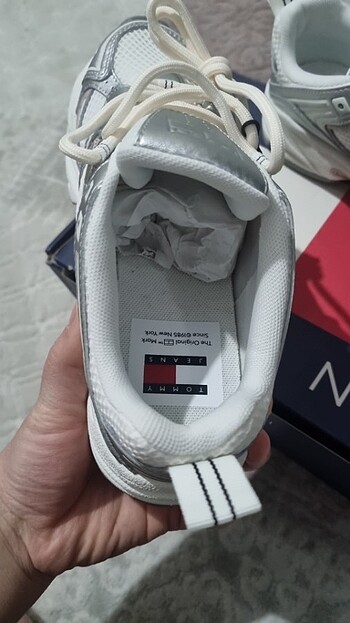 TOMMY
JEANS
The Original ™ Mark
Since ©1985 New York
N